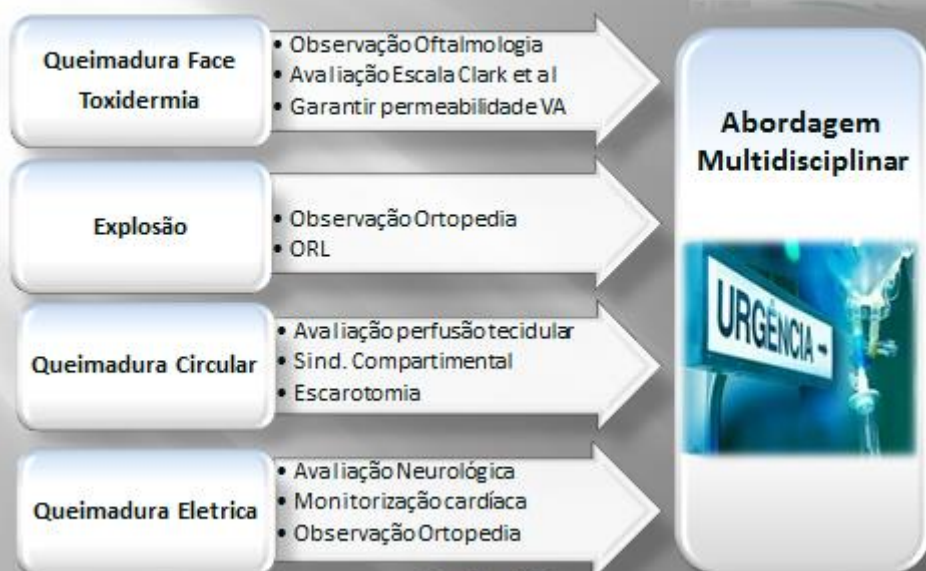 Queimadura Face
Toxidermia
• Observação Oftalmologia
• Avaliação Escala Clark et al
• Garantir permeabilidade VA
Explosão
• Observação Ortopedia
• ORL
Queimadura Circular
• Avaliação perfusão tecidular
• Sind. Compartimental
• Escarotomia
Queimadura Eletrica
• Avaliação Neurológica
• Monitorização cardíaca
• Observação Ortopedia
Abordagem
Multidisciplinar
URGÊNCIA →